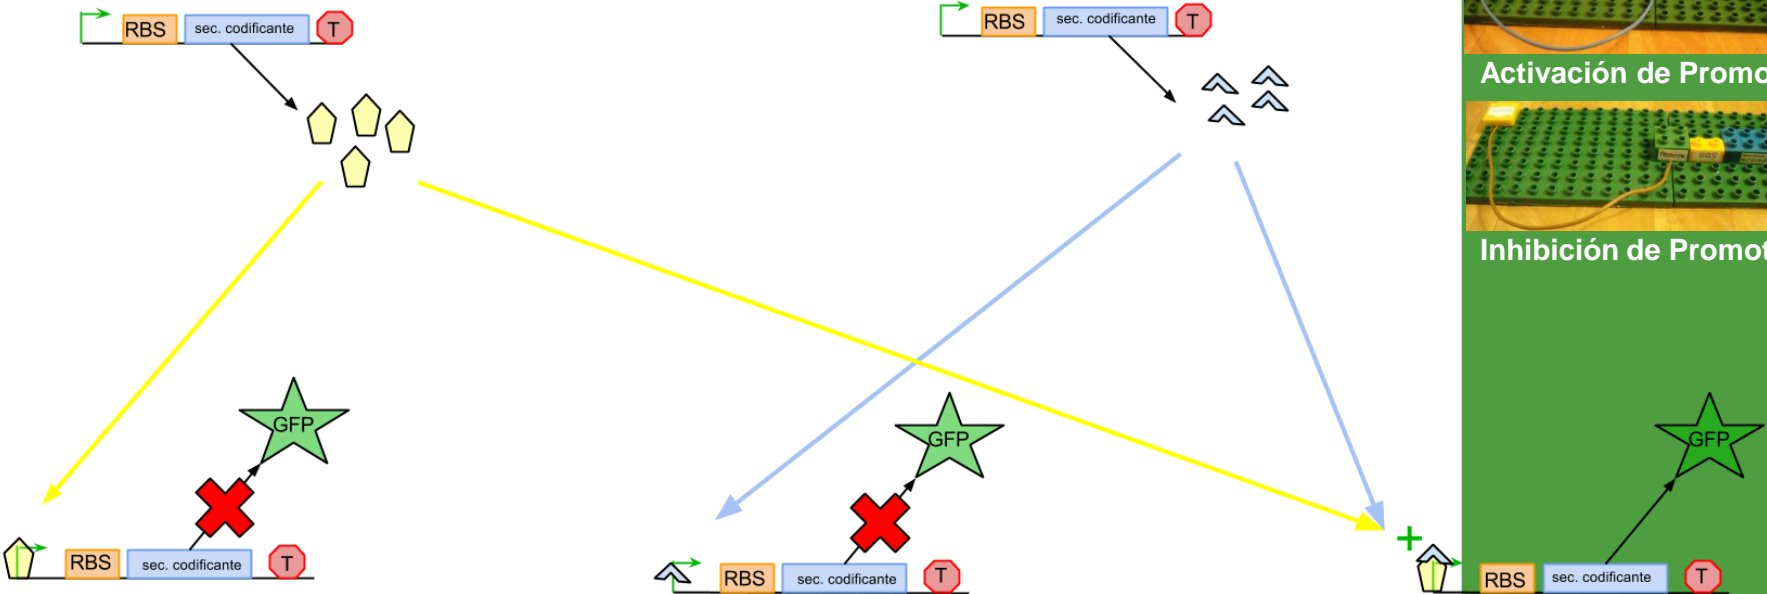 RBS sec. codificante T
RBS sec. codificante T
Activación de Promo
Inhibición de Promot
GFP
GFP
GFP
RBS sec. codificante T
RBS sec. codificante T
+
RBS sec. codificante T